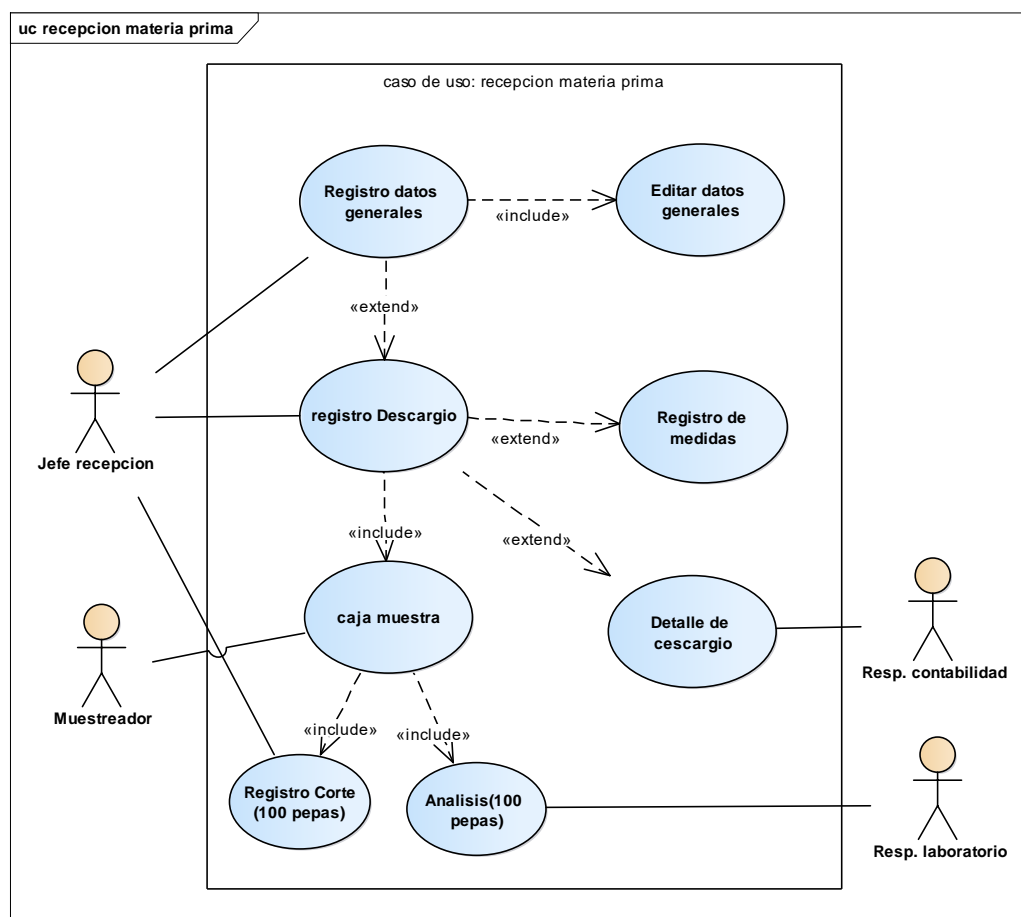 uc recepcion materia prima
caso de uso: recepcion materia prima
Registro datos
generales
«include»
Editar datos
generales
«extend»
Jefe recepcion
registro Descargio
«extend»
Registro de
medidas
«include»
«extend»
caja muestra
Detalle de
cescargio
Resp. contabilidad
Muestreador
«include»
«include»
Registro Corte
(100 pepas)
Analisis(100
pepas)
Resp. laboratorio